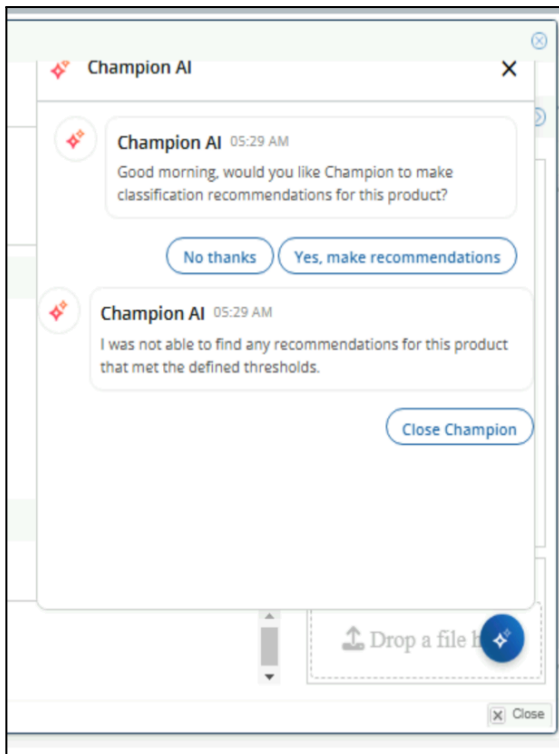 Champion AI
Champion AI 05:29 AM
Good morning, would you like Champion to make
classification recommendations for this product?
No thanks
Yes, make recommendations
Champion AI 05:29 AM
I was not able to find any recommendations for this product
that met the defined thresholds.
Close Champion
Drop a file h
Close